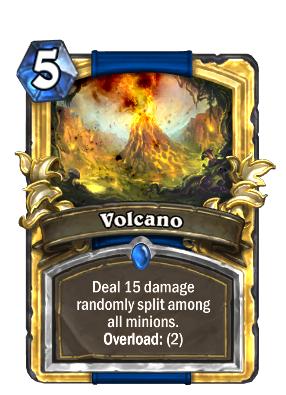 5
Volcano
Deal 15 damage
randomly split among
all minions.
Overload: (2)